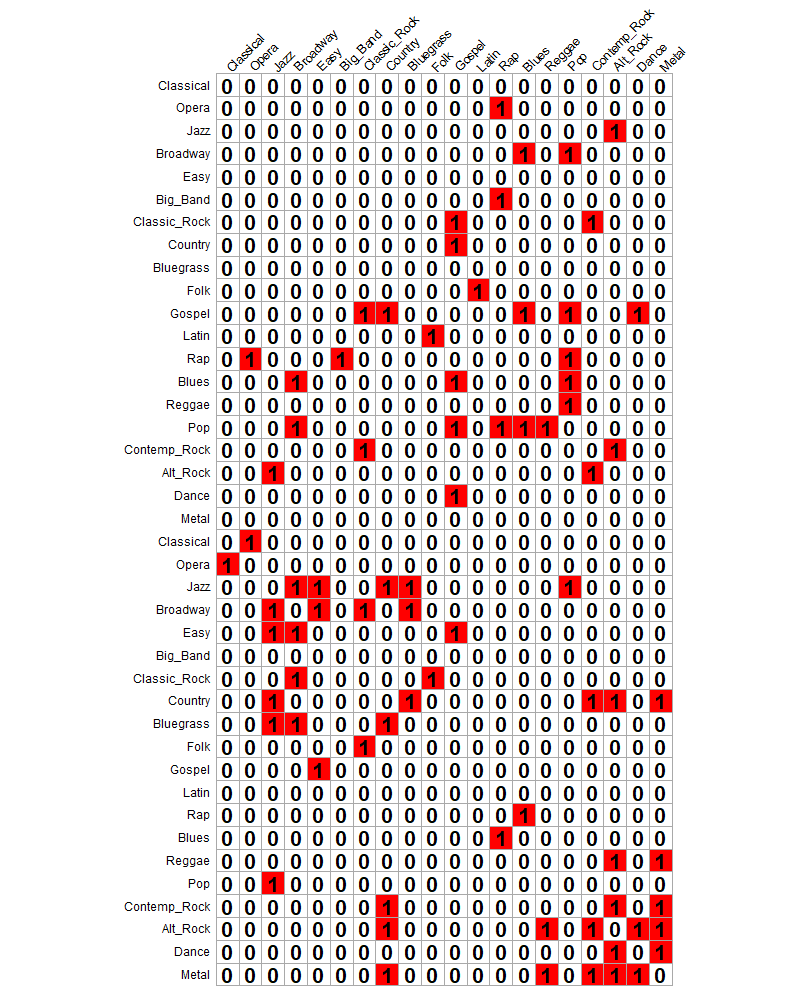 Classical Opera Jazz Broadway Easy Big_Band Classic_Rock Country Bluegrass Folk Gospel Latin Rap Blues Reggae Pop Contemp_Rock Alt_Rock Dance Metal
Classical 0 0 0 0 0 0 0 0 0 0 0 0 0 0 0 0 0 0 0 0
Opera 0 0 0 0 0 0 0 0 0 0 0 0 1 0 0 0 0 0 0 0
Jazz 0 0 0 0 0 0 0 0 0 0 0 0 0 0 0 0 0 1 0 0
Broadway 0 0 0 0 0 0 0 0 0 0 0 0 0 1 0 1 0 0 0 0
Easy 0 0 0 0 0 0 0 0 0 0 0 0 0 0 0 0 0 0 0 0
Big_Band 0 0 0 0 0 0 0 0 0 0 0 0 1 0 0 0 0 0 0 0
Classic_Rock 0 0 0 0 0 0 0 0 0 0 1 0 0 0 0 0 1 0 0 0
Country 0 0 0 0 0 0 0 0 0 0 1 0 0 0 0 0 0 0 0 0
Bluegrass 0 0 0 0 0 0 0 0 0 0 0 0 0 0 0 0 0 0 0 0
Folk 0 0 0 0 0 0 0 0 0 0 0 1 0 0 0 0 0 0 0 0
Gospel 0 0 0 0 0 0 1 1 0 0 0 0 0 1 0 1 0 0 1 0
Latin 0 0 0 0 0 0 0 0 0 1 0 0 0 0 0 0 0 0 0 0
Rap 0 1 0 0 0 1 0 0 0 0 0 0 0 0 0 1 0 0 0 0
Blues 0 0 0 1 0 0 0 0 0 0 1 0 0 0 0 1 0 0 0 0
Reggae 0 0 0 0 0 0 0 0 0 0 0 0 0 0 0 1 0 0 0 0
Pop 0 0 0 1 0 0 0 0 0 0 1 0 1 1 1 0 0 0 0 0
Contemp_Rock 0 0 0 0 0 0 1 0 0 0 0 0 0 0 0 0 0 1 0 0
Alt_Rock 0 0 1 0 0 0 0 0 0 0 0 0 0 0 0 0 1 0 0 0
Dance 0 0 0 0 0 0 0 0 0 0 1 0 0 0 0 0 0 0 0 0
Metal 0 0 0 0 0 0 0 0 0 0 0 0 0 0 0 0 0 0 0 0
Classical 0 1 0 0 0 0 0 0 0 0 0 0 0 0 0 0 0 0 0 0
Opera 1 0 0 0 0 0 0 0 0 0 0 0 0 0 0 0 0 0 0 0
Jazz 0 0 0 1 1 0 0 1 1 0 0 0 0 0 0 1 0 0 0 0
Broadway 0 0 1 0 1 0 1 0 1 0 0 0 0 0 0 0 0 0 0 0
Easy 0 0 1 1 0 0 0 0 0 0 1 0 0 0 0 0 0 0 0 0
Big_Band 0 0 0 0 0 0 0 0 0 0 0 0 0 0 0 0 0 0 0 0
Classic_Rock 0 0 0 1 0 0 0 0 0 1 0 0 0 0 0 0 0 0 0 0
Country 0 0 1 0 0 0 0 0 1 0 0 0 0 0 0 0 1 1 0 1
Bluegrass 0 0 1 1 0 0 0 1 0 0 0 0 0 0 0 0 0 0 0 0
Folk 0 0 0 0 0 0 1 0 0 0 0 0 0 0 0 0 0 0 0 0
Gospel 0 0 0 0 1 0 0 0 0 0 0 0 0 0 0 0 0 0 0 0
Latin 0 0 0 0 0 0 0 0 0 0 0 0 0 0 0 0 0 0 0 0
Rap 0 0 0 0 0 0 0 0 0 0 0 0 0 1 0 0 0 0 0 0
Blues 0 0 0 0 0 0 0 0 0 0 0 0 1 0 0 0 0 0 0 0
Reggae 0 0 0 0 0 0 0 0 0 0 0 0 0 0 0 0 0 1 0 1
Pop 0 0 1 0 0 0 0 0 0 0 0 0 0 0 0 0 0 0 0 0
Contemp_Rock 0 0 0 0 0 0 0 1 0 0 0 0 0 0 0 0 0 1 0 1
Alt_Rock 0 0 0 0 0 0 0 1 0 0 0 0 0 0 1 0 1 0 1 1
Dance 0 0 0 0 0 0 0 0 0 0 0 0 0 0 0 0 0 1 0 1
Metal 0 0 0 0 0 0 0 1 0 0 0 0 0 0 1 0 1 1 1 0